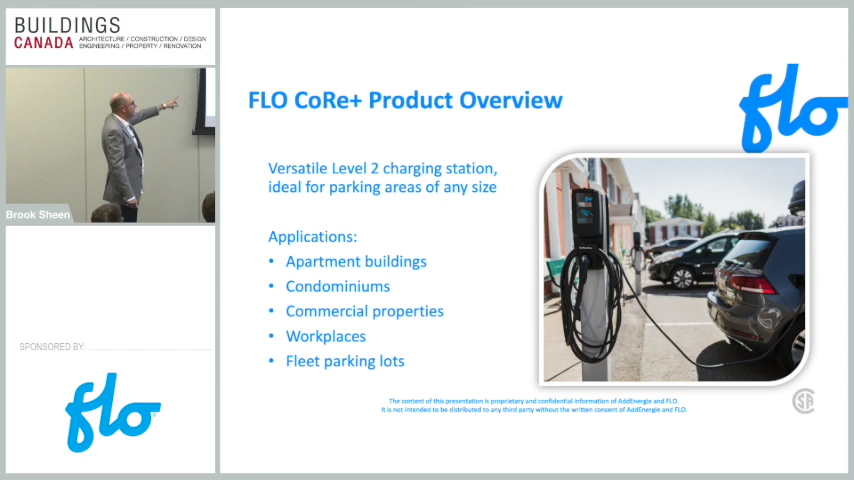 BUILDINGS
CANADA
ARCHITECTURE / CONSTRUCTION / DESIGN
ENGINEERING / PROPERTY / RENOVATION
Brook Sheen
SPONSORED BY:
flo
FLO CoRe+ Product Overview
flo
Versatile Level 2 charging station,
ideal for parking areas of any size
Applications:
• Apartment buildings
• Condominiums
• Commercial properties
• Workplaces
• Fleet parking lots
The content of this presentation is proprietary and confidential information of AddEnergie and FLO.
It is not intended to be distributed to any third party without the written consent of AddEnergie and FLO.
SA